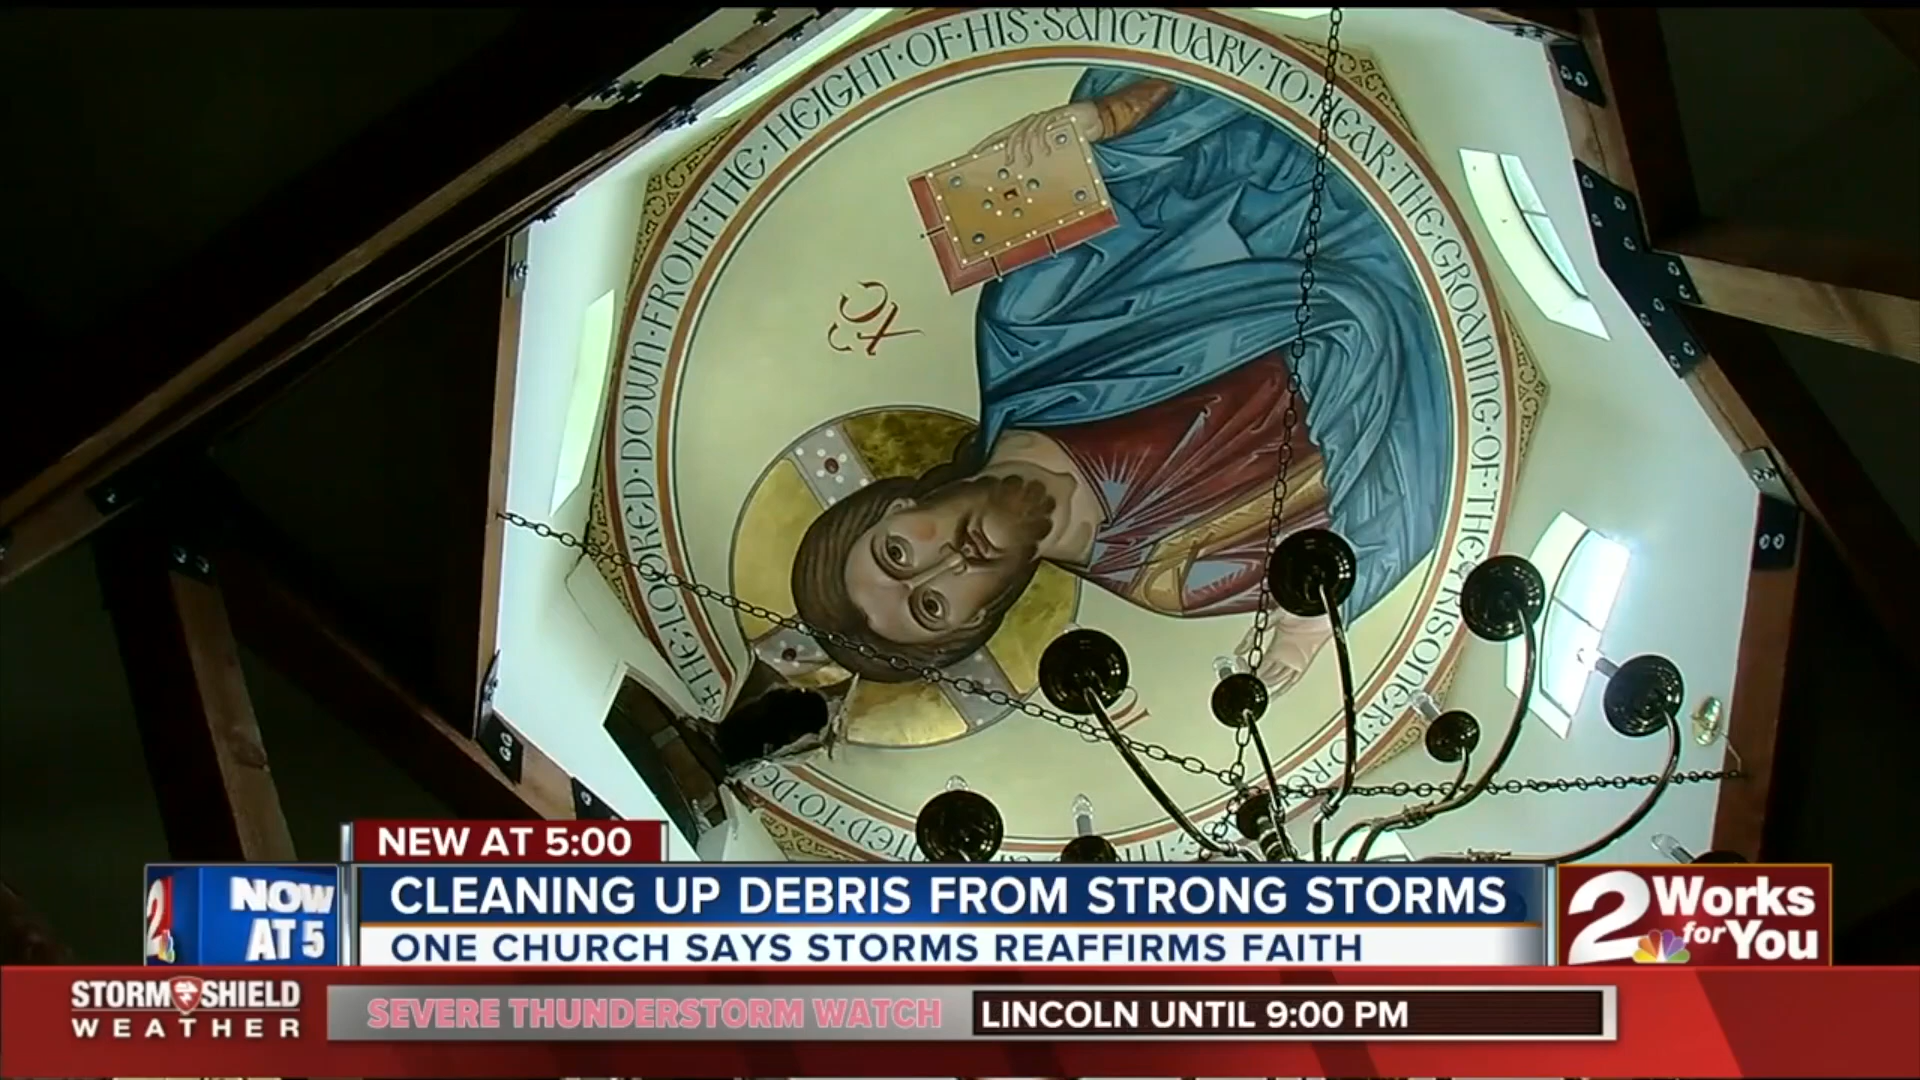 ✝HE·LOOKED·DOWN·FROM·THE·HEIGHT·OF·HIS·SANCTUARY·TO·HEAR·THE·GROANING·OF·THE·PRISONER·TO·
XC
NEW AT 5:00
2 NOW AT 5
CLEANING UP DEBRIS FROM STRONG STORMS
ONE CHURCH SAYS STORMS REAFFIRMS FAITH
2 Works for You
STORM SHIELD WEATHER
SEVERE THUNDERSTORM WATCH
LINCOLN UNTIL 9:00 PM